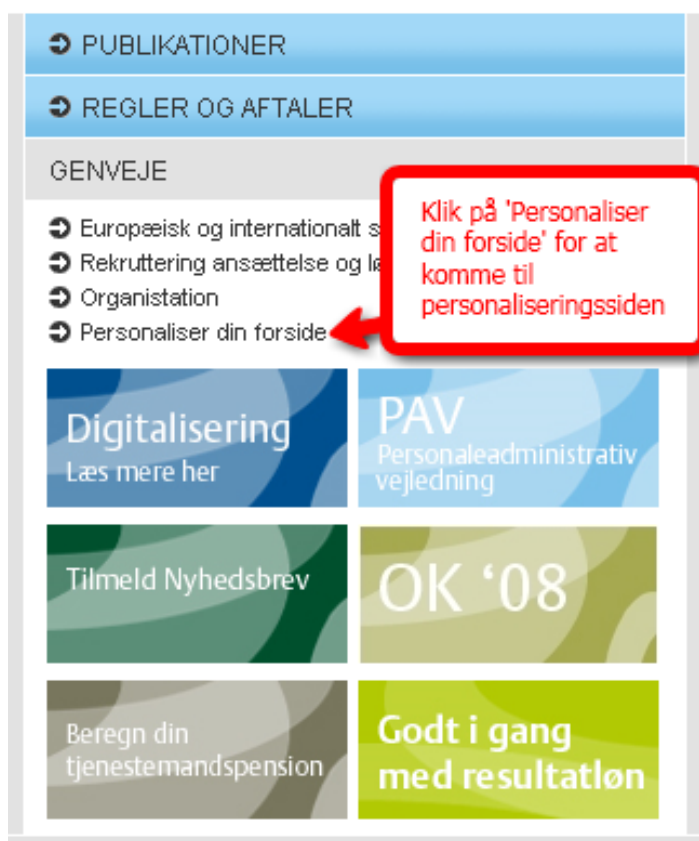 PUBLIKATIONER
REGLER OG AFTALER
GENVEJE
Europæisk og internationalt
Rekruttering ansættelse og
Organistation
Personaliser din forside
Klik på 'Personaliser
din forside' for at
komme til
personaliseringssiden
Digitalisering
Læs mere her
PAV
Personaleadministrativ
vejledning
Tilmeld Nyhedsbrev
OK ‘08
Beregn din
tjenestemandspension
Godt i gang
med resultatløn